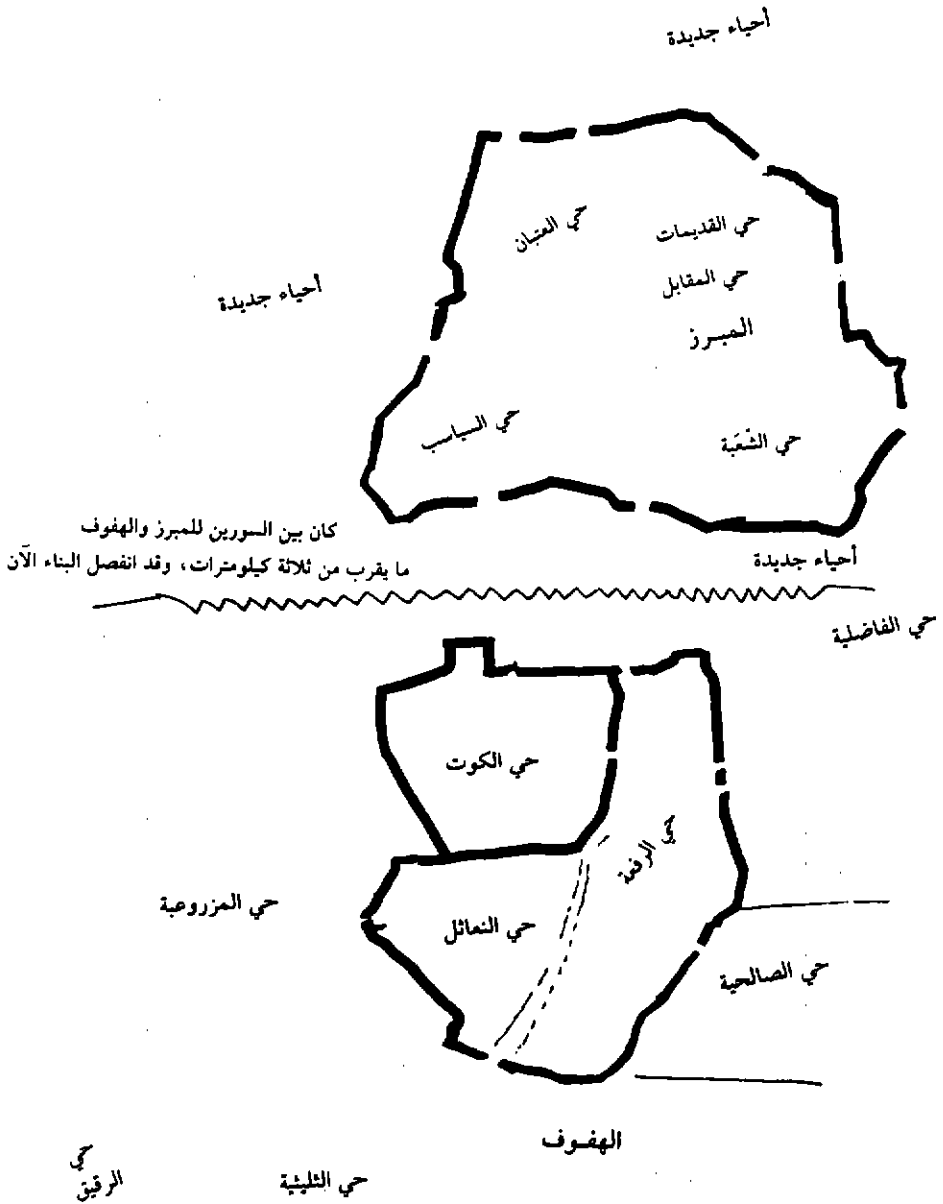 أحياء جديدة
حي العتبان
حي القديمات
حي المقابل
أحياء جديدة
المبرز
حي السياسب
حي الشّعَبة
كان بين السورين للمبرز والهفوف
ما يقرب من ثلاثة كيلومترات، وقد انفصل البناء الآن
أحياء جديدة
حي الفاضلية
حي الكوت
حي الرفعة
حي المزروعية
حي النعاثل
حي الصالحية
الهفوف
حي
الرقيق
حي الثليثية